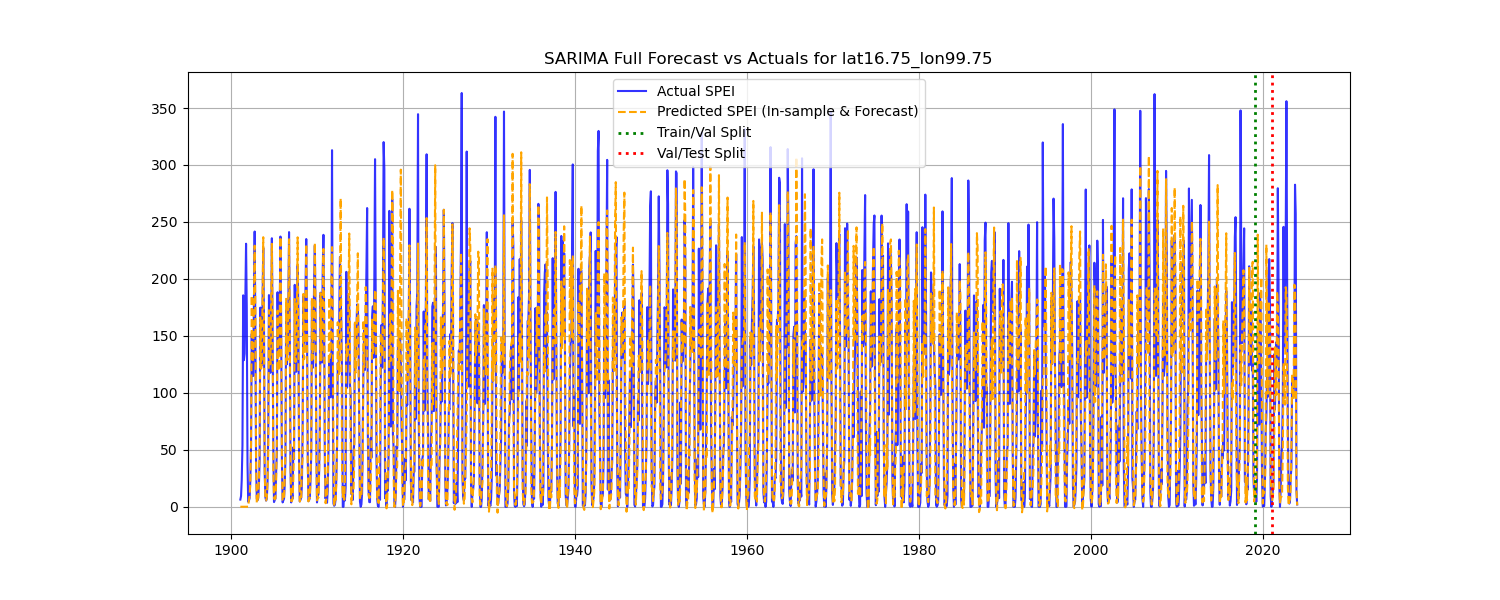 SARIMA Full Forecast vs Actuals for lat16.75_lon99.75
Actual SPEI
Predicted SPEI (In-sample & Forecast)
Train/Val Split
Val/Test Split
350
300
250
200
150
100
50
0
1900 1920 1940 1960 1980 2000 2020